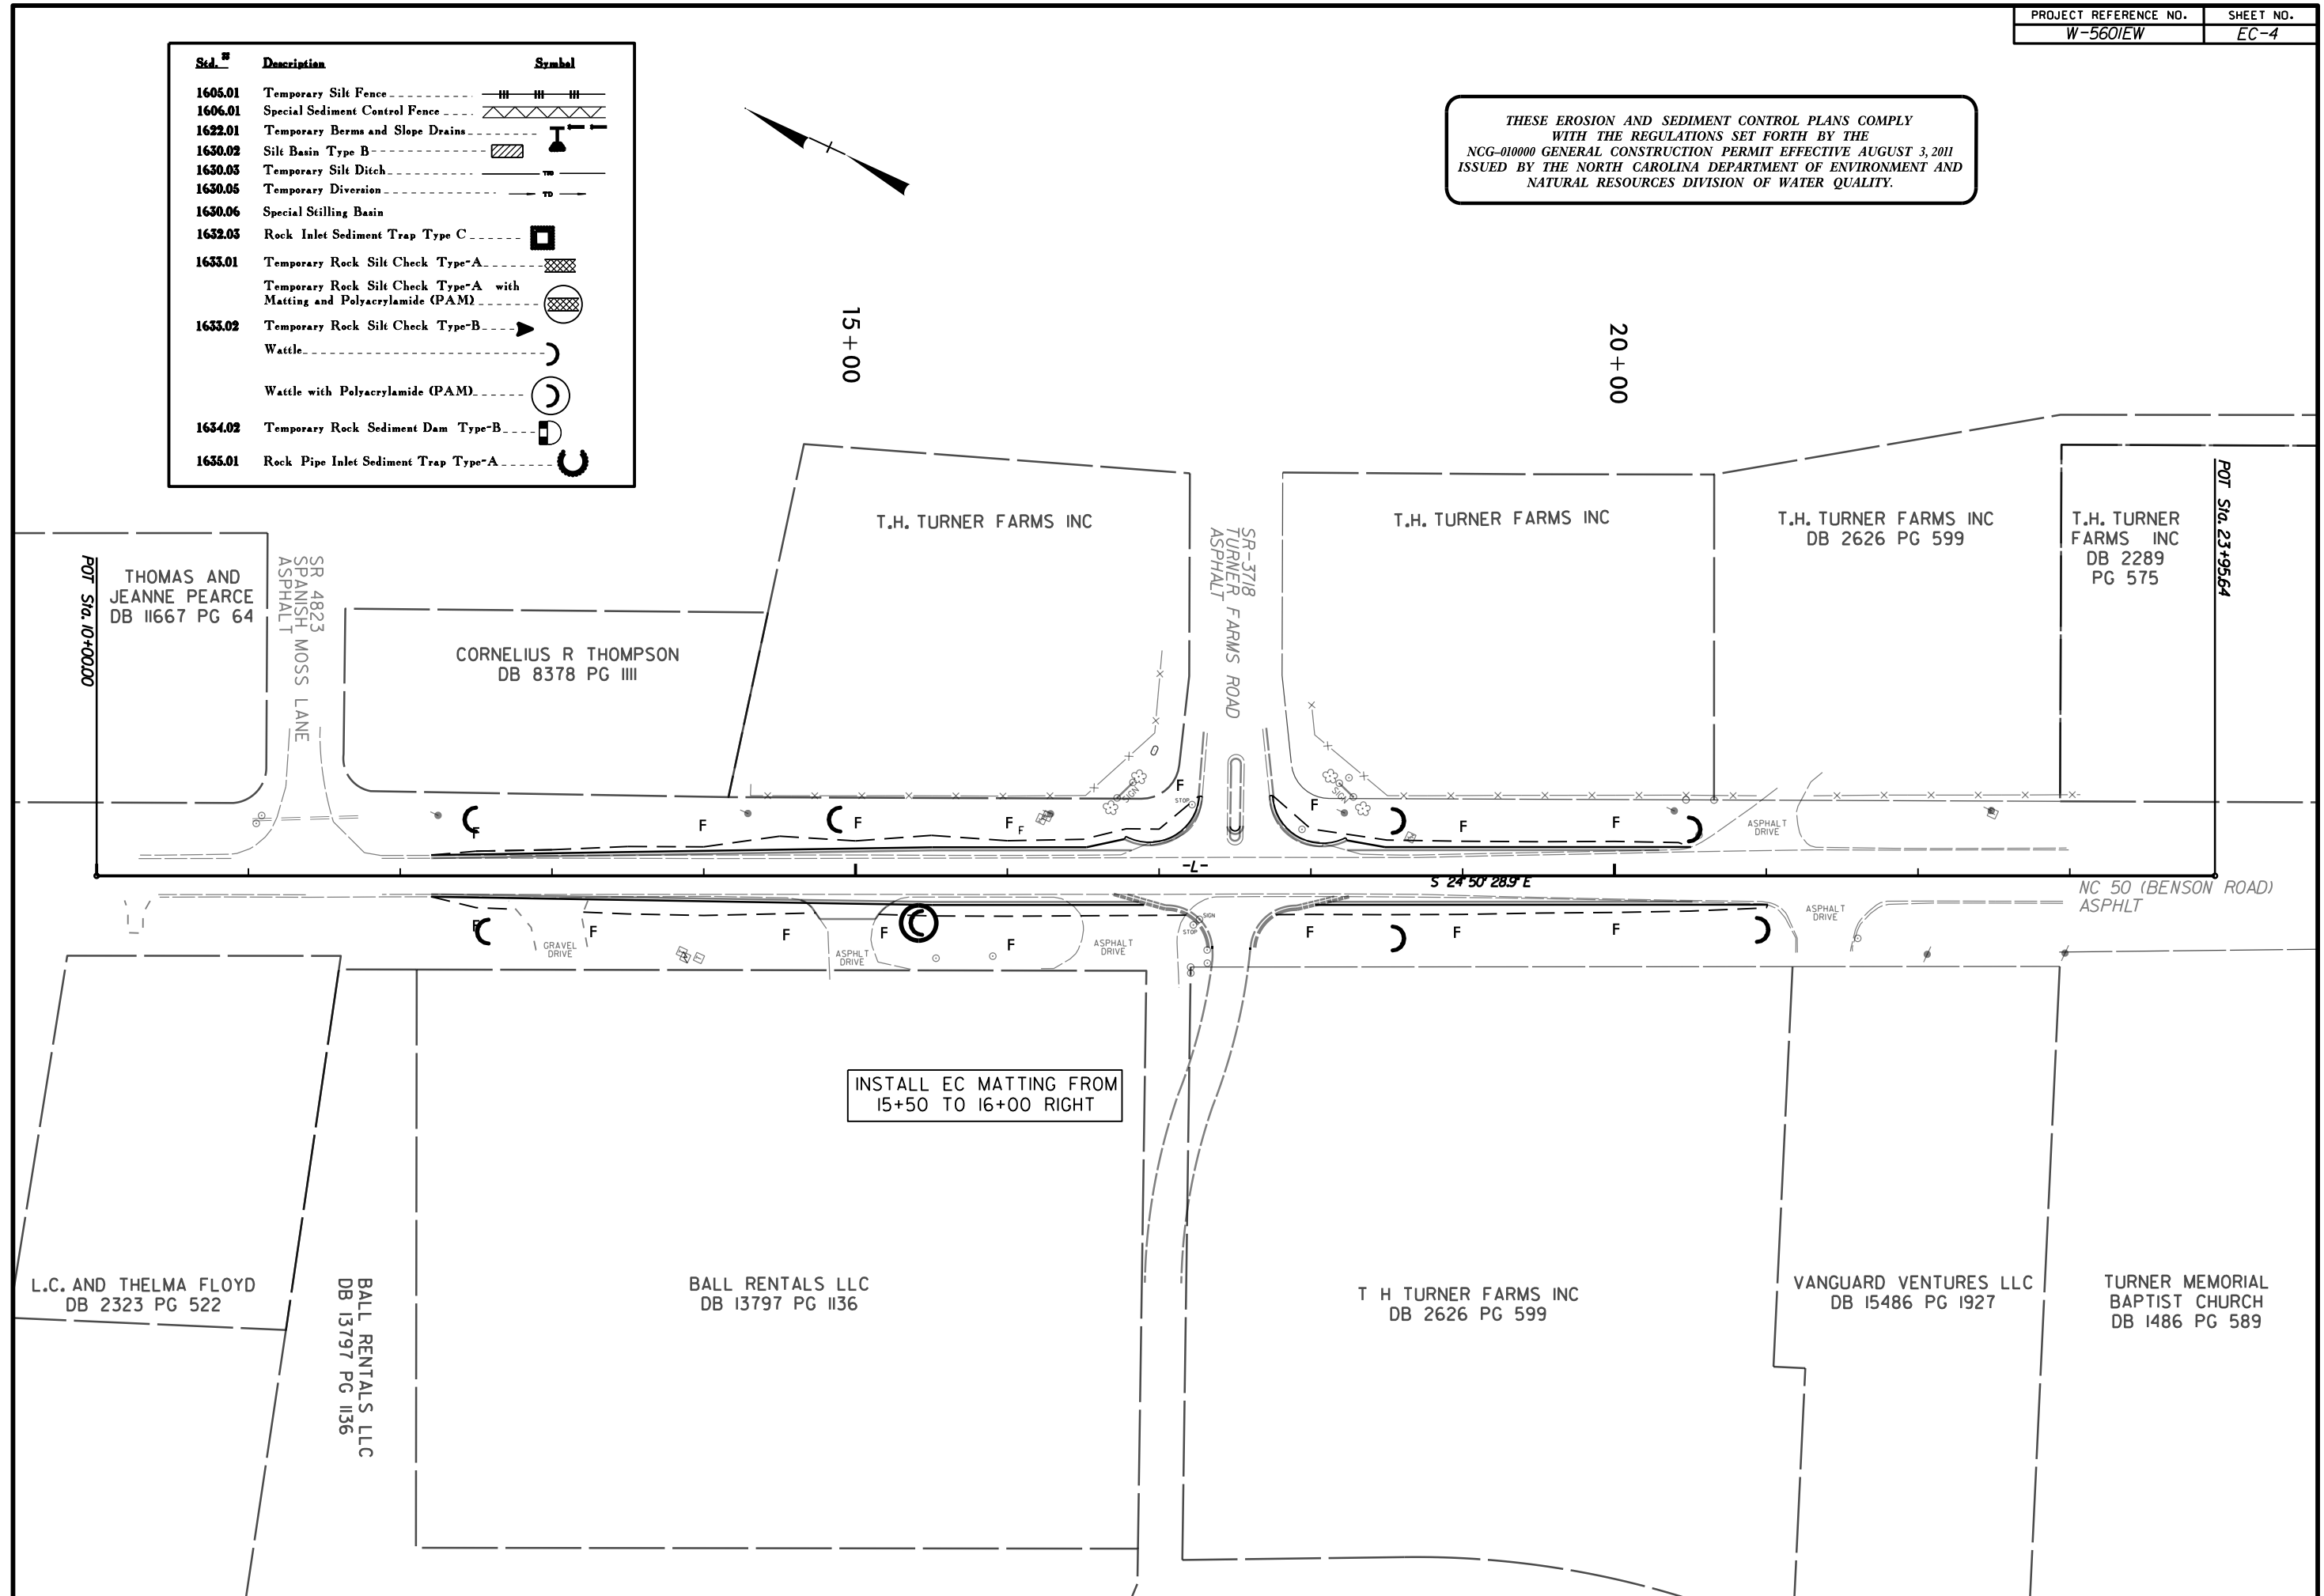 PROJECT REFERENCE NO. SHEET NO.
W-5601EW EC-4
Std. # Description Symbol
1605.01 Temporary Silt Fence
1606.01 Special Sediment Control Fence
1622.01 Temporary Berms and Slope Drains
1630.02 Silt Basin Type B
1630.03 Temporary Silt Ditch TSD
1630.05 Temporary Diversion TD
1630.06 Special Stilling Basin
1632.03 Rock Inlet Sediment Trap Type C
1633.01 Temporary Rock Silt Check Type-A
Temporary Rock Silt Check Type-A with
Matting and Polyacrylamide (PAM)
1633.02 Temporary Rock Silt Check Type-B
Wattle
Wattle with Polyacrylamide (PAM)
1634.02 Temporary Rock Sediment Dam Type-B
1635.01 Rock Pipe Inlet Sediment Trap Type-A
THESE EROSION AND SEDIMENT CONTROL PLANS COMPLY
WITH THE REGULATIONS SET FORTH BY THE
NCG-010000 GENERAL CONSTRUCTION PERMIT EFFECTIVE AUGUST 3, 2011
ISSUED BY THE NORTH CAROLINA DEPARTMENT OF ENVIRONMENT AND
NATURAL RESOURCES DIVISION OF WATER QUALITY.
15+00
20+00
POT Sta. 10+00.00
THOMAS AND
JEANNE PEARCE
DB 11667 PG 64
SR 4823
SPANISH MOSS LANE
ASPHALT
CORNELIUS R THOMPSON
DB 8378 PG 1111
T.H. TURNER FARMS INC
SR-3718
TURNER FARMS ROAD
ASPHALT
T.H. TURNER FARMS INC
T.H. TURNER FARMS INC
DB 2626 PG 599
T.H. TURNER
FARMS INC
DB 2289
PG 575
POT Sta. 23+95.64
SIGN
STOP
F
F
SIGN
F
F
F
F
F
F
F
ASPHALT
DRIVE
-L-
S 24°50'28.9" E
NC 50 (BENSON ROAD)
ASPHLT
F
F
F
F
F
SIGN
STOP
F
F
F
GRAVEL
DRIVE
ASPHLT
DRIVE
ASPHALT
DRIVE
ASPHALT
DRIVE
INSTALL EC MATTING FROM
15+50 TO 16+00 RIGHT
L.C. AND THELMA FLOYD
DB 2323 PG 522
BALL RENTALS LLC
DB 13797 PG 1136
BALL RENTALS LLC
DB 13797 PG 1136
T H TURNER FARMS INC
DB 2626 PG 599
VANGUARD VENTURES LLC
DB 15486 PG 1927
TURNER MEMORIAL
BAPTIST CHURCH
DB 1486 PG 589